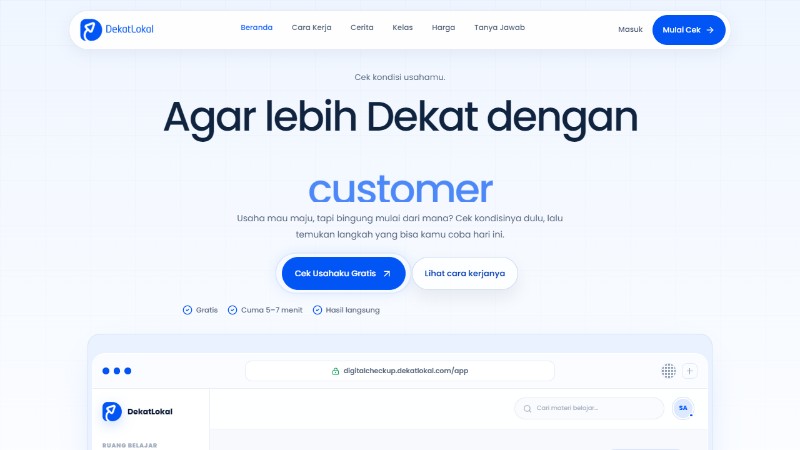 DekatLokal
Beranda
Cara Kerja
Cerita
Kelas
Harga
Tanya Jawab
Masuk
Mulai Cek
Cek kondisi usahamu.
Agar lebih Dekat dengan
customer
Usaha mau maju, tapi bingung mulai dari mana? Cek kondisinya dulu, lalu
temukan langkah yang bisa kamu coba hari ini.
Cek Usahaku Gratis
Lihat cara kerjanya
Gratis
Cuma 5–7 menit
Hasil langsung
digitalcheckup.dekatlokal.com/app
DekatLokal
Cari materi belajar...
SA
RUANG BELAJAR